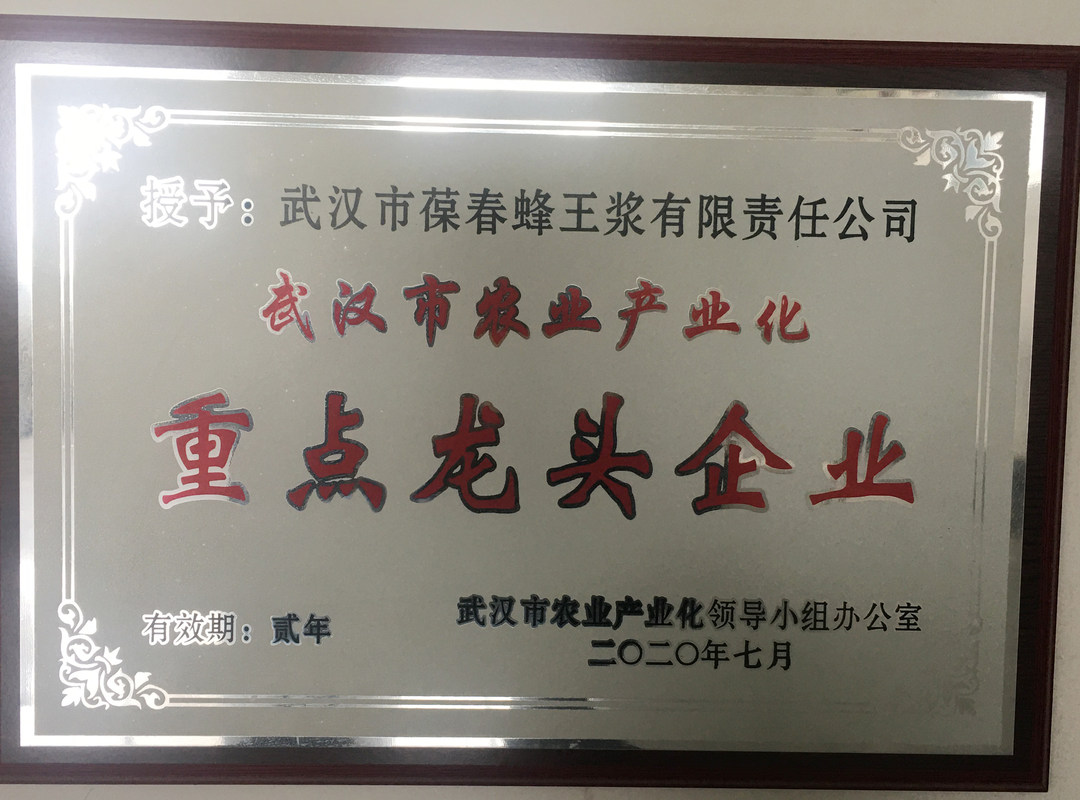 授予：武汉市葆春蜂王浆有限责任公司
武汉市农业产业化
重点龙头企业
有效期：贰年
武汉市农业产业化领导小组办公室
二〇二〇年七月